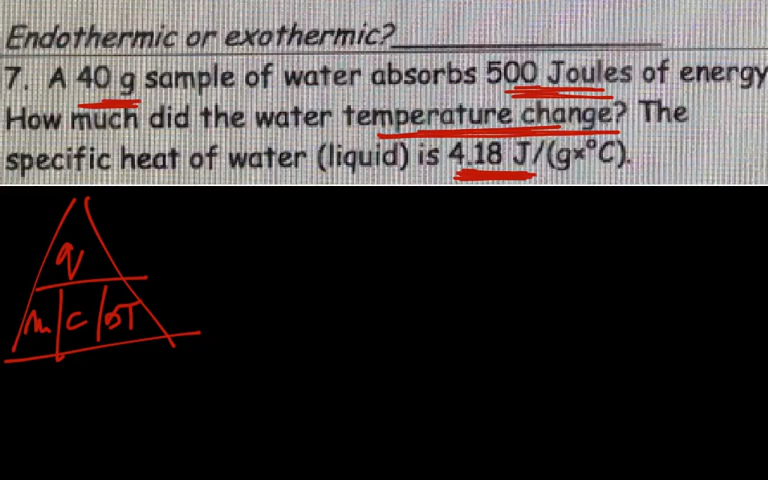 Endothermic or exothermic?
7. A 40 g sample of water absorbs 500 Joules of energy
How much did the water temperature change? The
specific heat of water (liquid) is 4.18 J/(g×°C).
q
m/c/ΔT